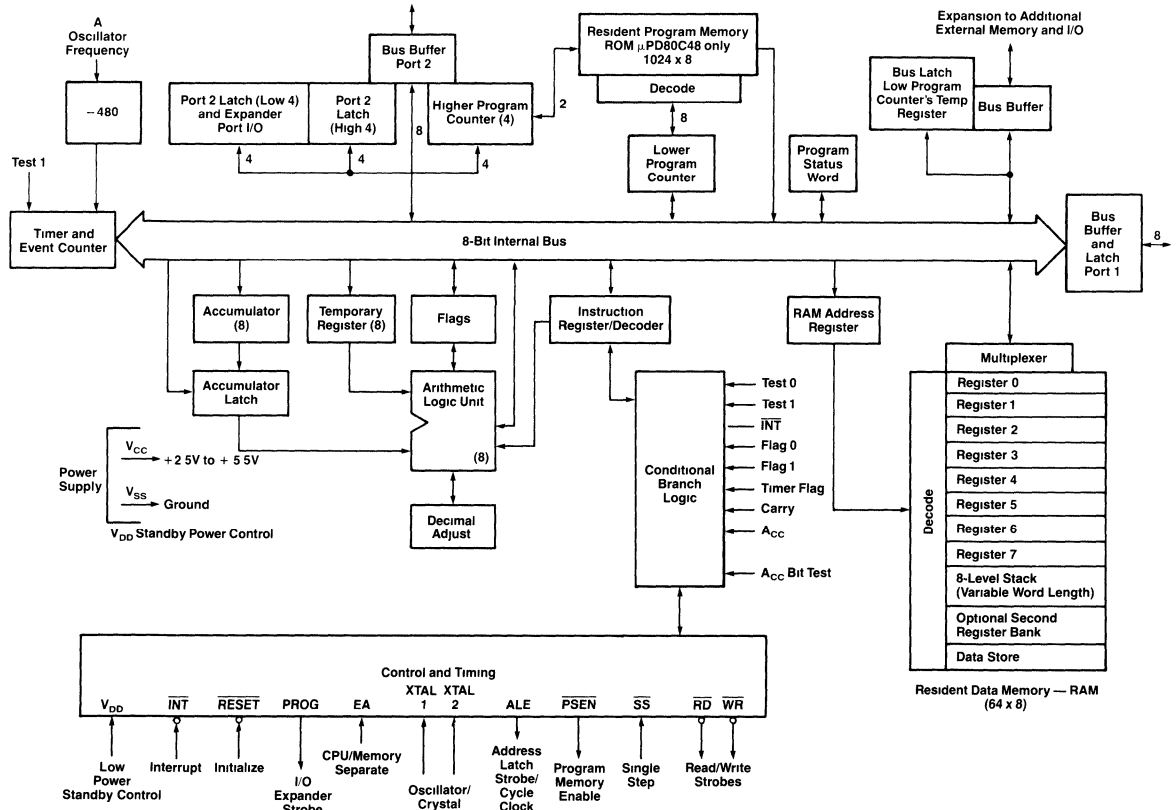 A
Oscillator
Frequency
– 480
Test 1
Timer and
Event Counter
Bus Buffer
Port 2
Port 2 Latch (Low 4)
and Expander
Port I/O
Port 2
Latch
(High 4)
Higher Program
Counter (4)
4
4
8
4
2
Resident Program Memory
ROM µPD80C48 only
1024 x 8
Decode
8
Lower
Program
Counter
Program
Status
Word
Expansion to Additional
External Memory and I/O
Bus Latch
Low Program
Counter's Temp
Register
Bus Buffer
8-Bit Internal Bus
Bus
Buffer
and
Latch
Port 1
8
Accumulator
(8)
Temporary
Register (8)
Flags
Instruction
Register/Decoder
RAM Address
Register
Accumulator
Latch
Arithmetic
Logic Unit
(8)
Decimal
Adjust
Power
Supply
VCC
+2 5V to + 5 5V
VSS
Ground
VDD Standby Power Control
Conditional
Branch
Logic
Test 0
Test 1
INT
Flag 0
Flag 1
Timer Flag
Carry
ACC
ACC Bit Test
Multiplexer
Decode
Register 0
Register 1
Register 2
Register 3
Register 4
Register 5
Register 6
Register 7
8-Level Stack
(Variable Word Length)
Optional Second
Register Bank
Data Store
Resident Data Memory — RAM
(64 x 8)
Control and Timing
XTAL XTAL
VDD INT RESET PROG EA 1 2 ALE PSEN SS RD WR
Low
Power
Standby Control
Interrupt
Initialize
I/O
Expander
Strobe
CPU/Memory
Separate
Oscillator/
Crystal
Address
Latch
Strobe/
Cycle
Clock
Program
Memory
Enable
Single
Step
Read/Write
Strobes